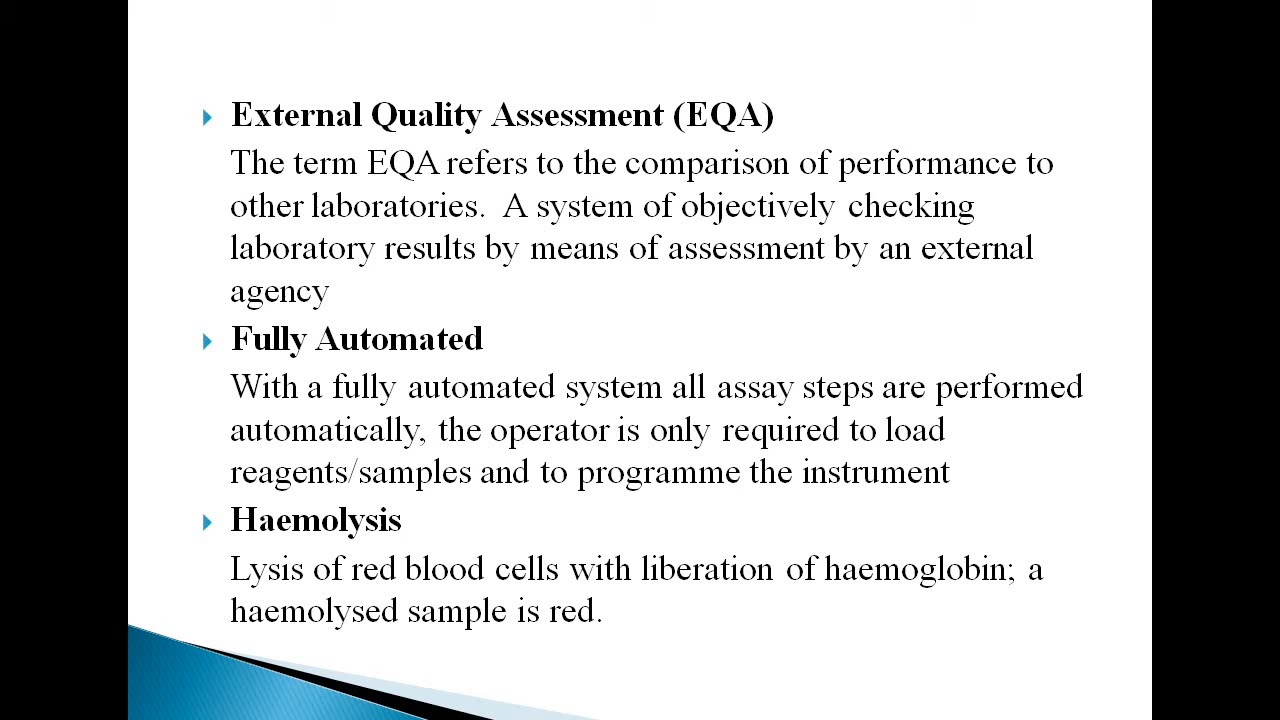 External Quality Assessment (EQA)
The term EQA refers to the comparison of performance to
other laboratories.  A system of objectively checking
laboratory results by means of assessment by an external
agency
Fully Automated
With a fully automated system all assay steps are performed
automatically, the operator is only required to load
reagents/samples and to programme the instrument
Haemolysis
Lysis of red blood cells with liberation of haemoglobin; a
haemolysed sample is red.